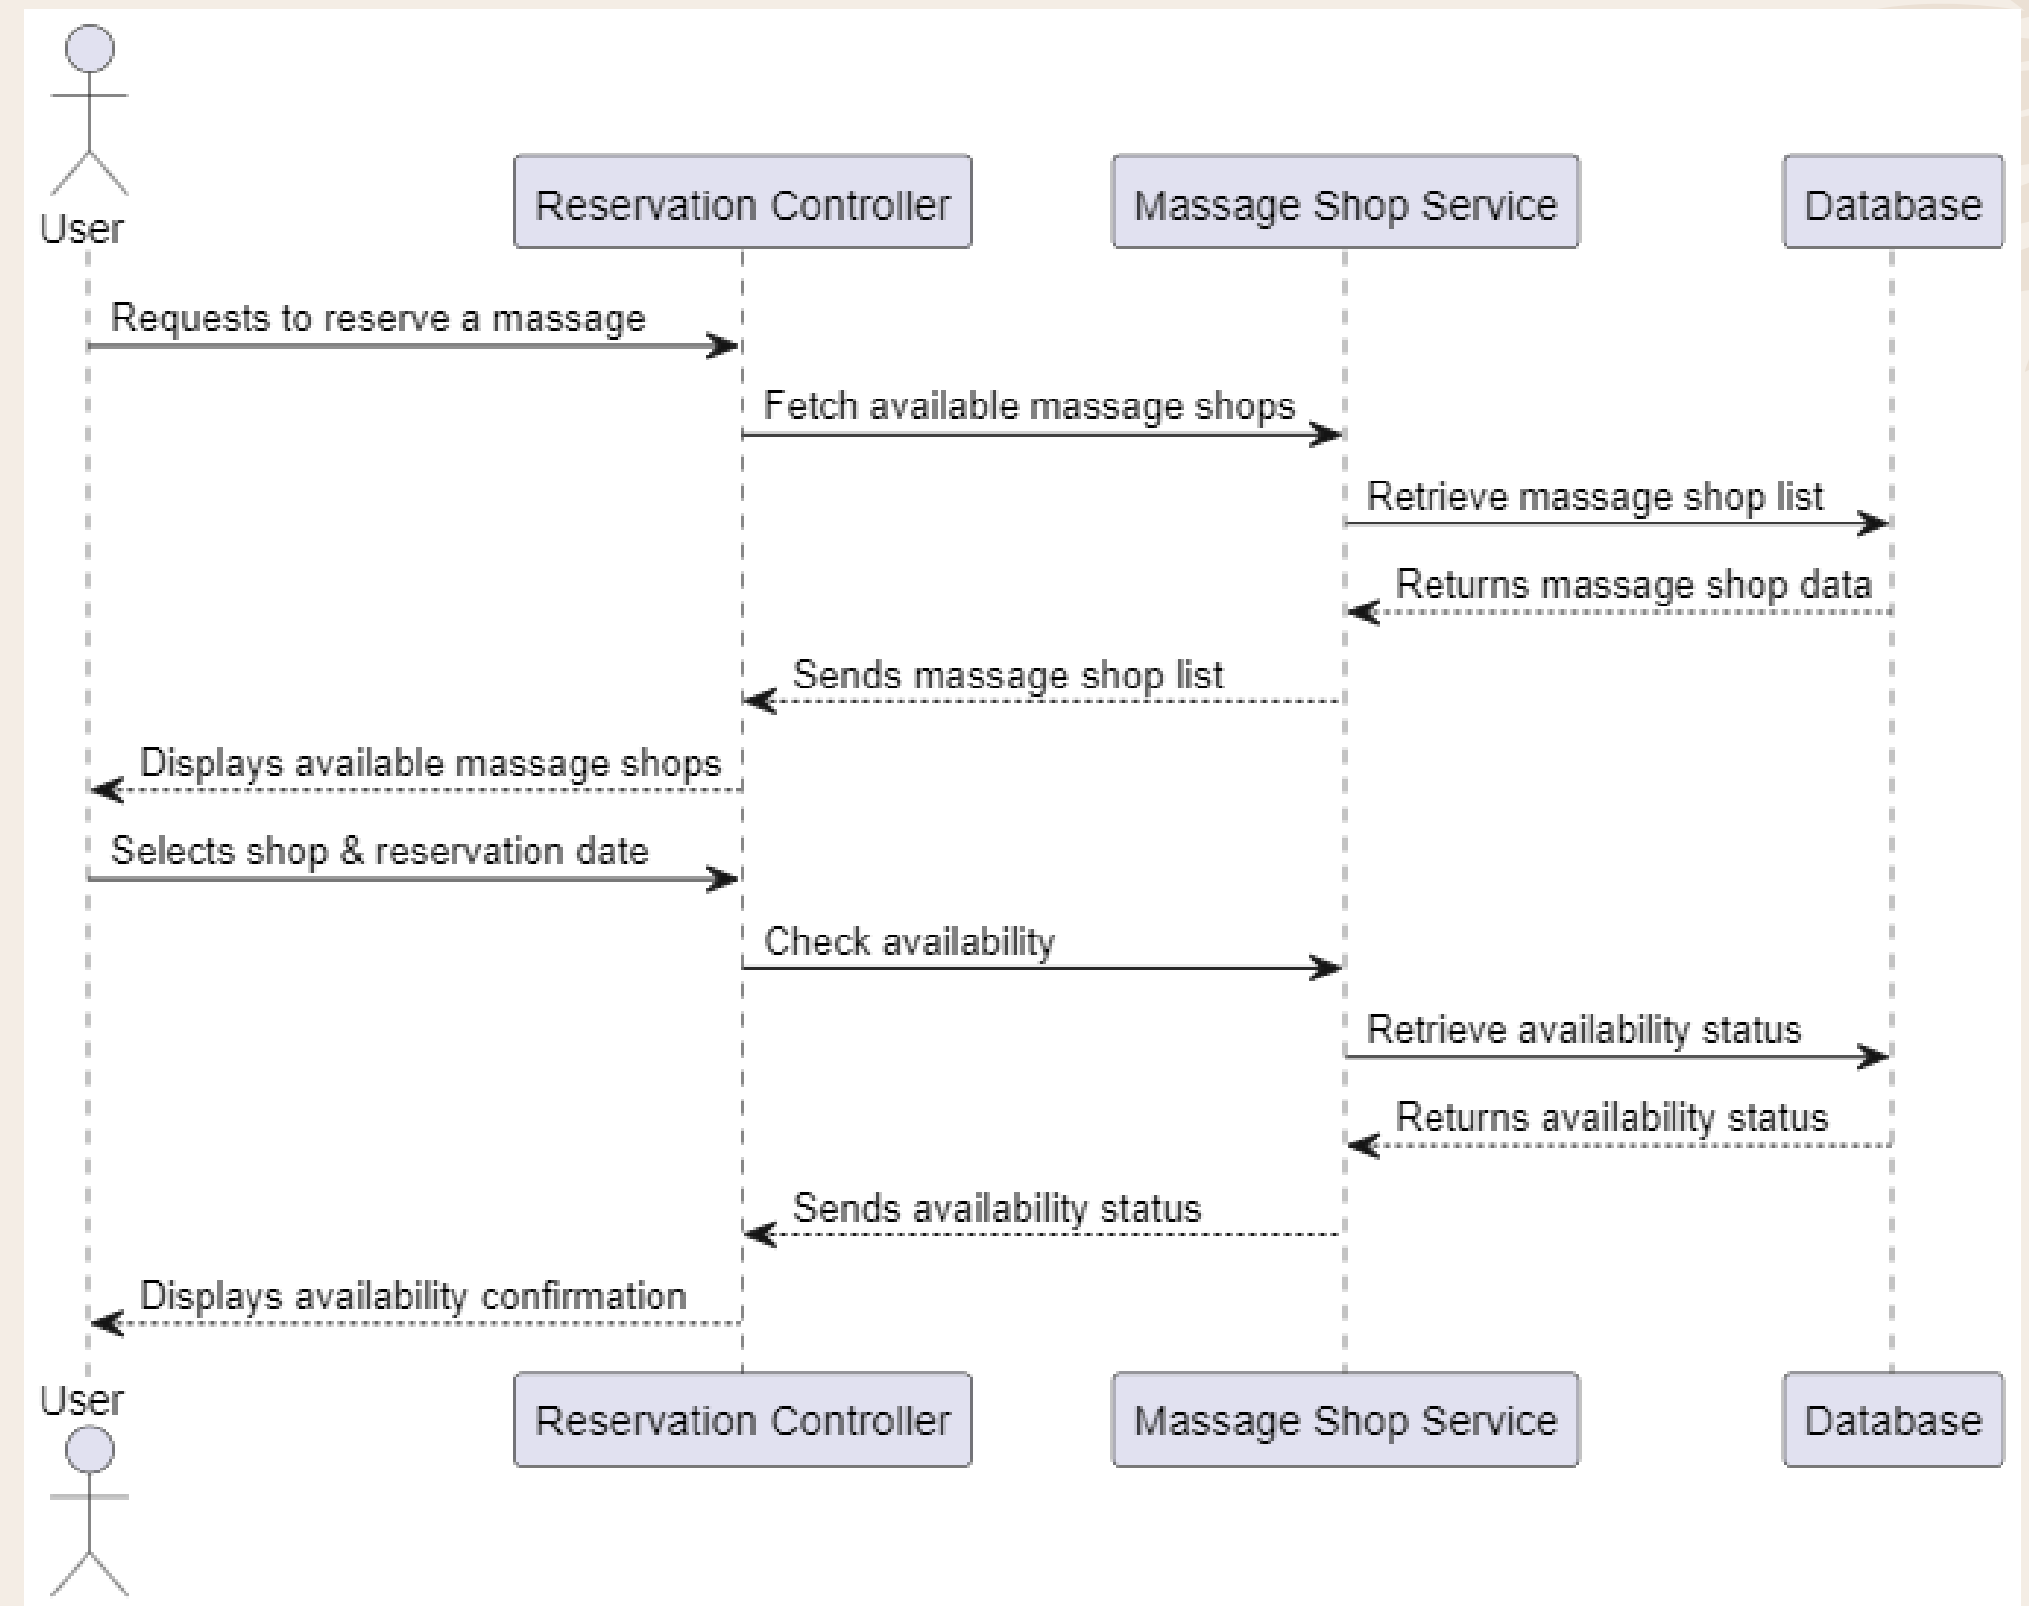 User
Reservation Controller
Massage Shop Service
Database
Requests to reserve a massage
Fetch available massage shops
Retrieve massage shop list
Returns massage shop data
Sends massage shop list
Displays available massage shops
Selects shop & reservation date
Check availability
Retrieve availability status
Returns availability status
Sends availability status
Displays availability confirmation
User
Reservation Controller
Massage Shop Service
Database